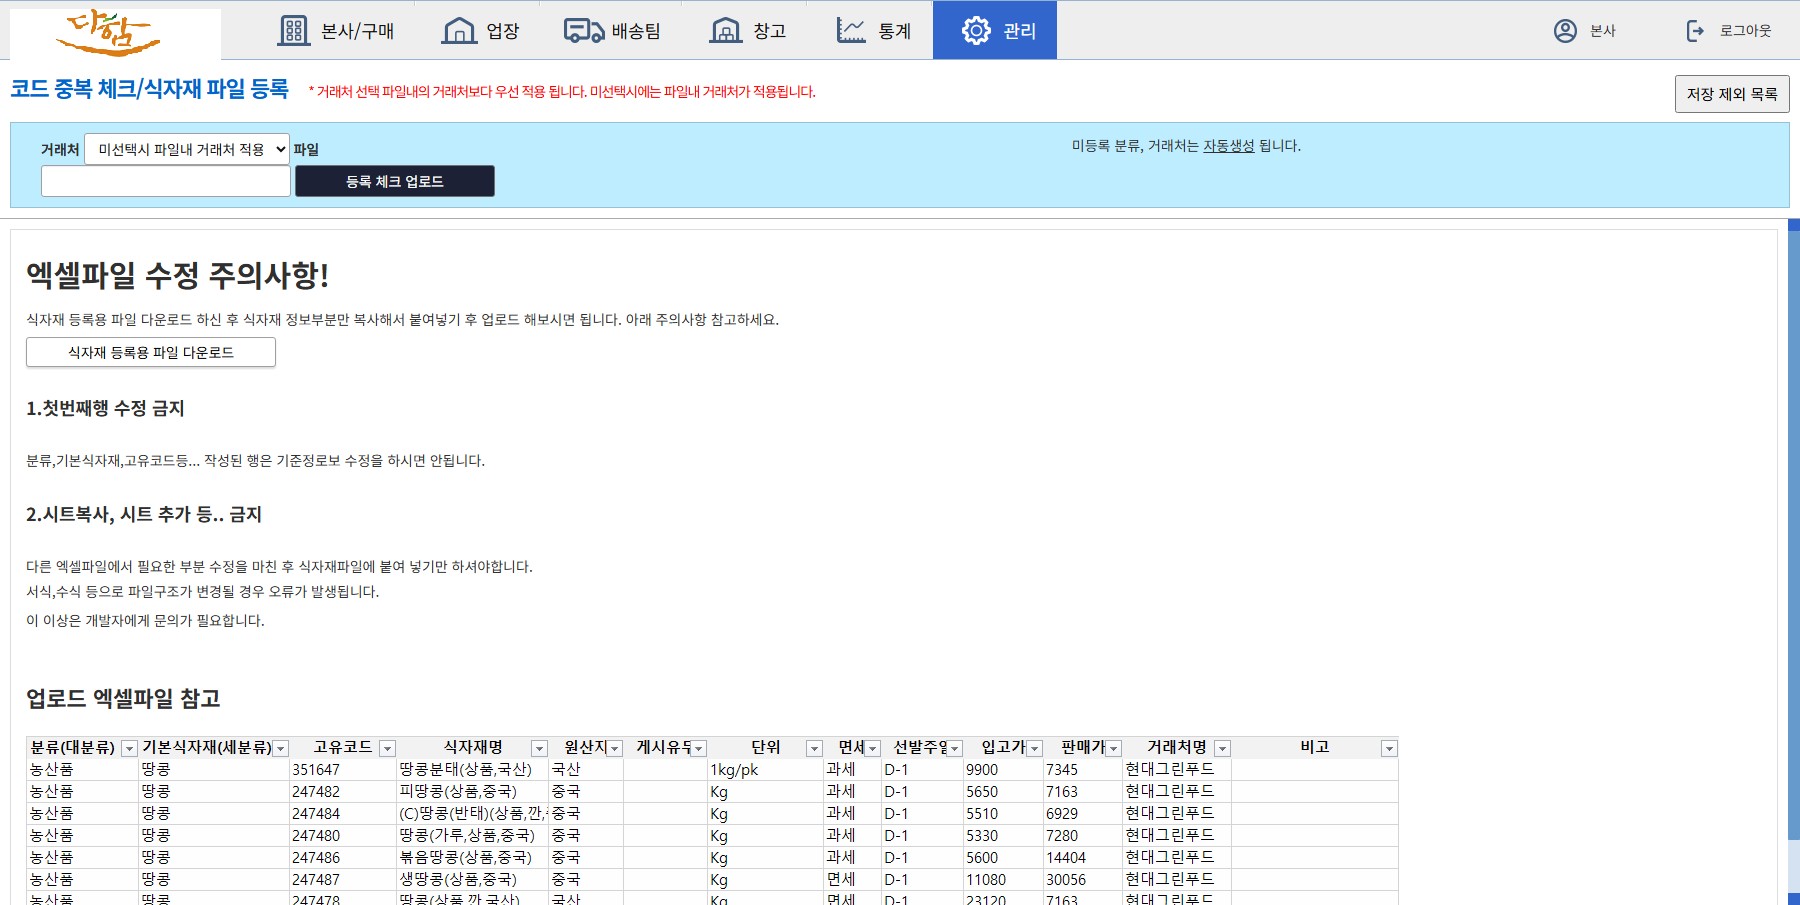 다함
본사/구매 업장 배송팀 창고 통계 관리 본사 로그아웃
코드 중복 체크/식자재 파일 등록 * 거래처 선택 파일내의 거래처보다 우선 적용 됩니다. 미선택시에는 파일내 거래처가 적용됩니다.
저장 제외 목록
거래처 미선택시 파일내 거래처 적용 파일
미등록 분류, 거래처는 자동생성 됩니다.
등록 체크 업로드
엑셀파일 수정 주의사항!
식자재 등록용 파일 다운로드 하신 후 식자재 정보부분만 복사해서 붙여넣기 후 업로드 해보시면 됩니다. 아래 주의사항 참고하세요.
식자재 등록용 파일 다운로드
1.첫번째행 수정 금지
분류,기본식자재,고유코드등... 작성된 행은 기준정로보 수정을 하시면 안됩니다.
2.시트복사, 시트 추가 등.. 금지
다른 엑셀파일에서 필요한 부분 수정을 마친 후 식자재파일에 붙여 넣기만 하셔야합니다.
서식,수식 등으로 파일구조가 변경될 경우 오류가 발생됩니다.
이 이상은 개발자에게 문의가 필요합니다.
업로드 엑셀파일 참고
분류(대분류) 기본식자재(세분류) 고유코드 식자재명 원산지 게시유무 단위 면세 선발주일 입고가 판매가 거래처명 비고
농산품 땅콩 351647 땅콩분태(상품,국산) 국산 1kg/pk 과세 D-1 9900 7345 현대그린푸드
농산품 땅콩 247482 피땅콩(상품,중국) 중국 Kg 과세 D-1 5650 7163 현대그린푸드
농산품 땅콩 247484 (C)땅콩(반태)(상품,깐, 중국 Kg 과세 D-1 5510 6929 현대그린푸드
농산품 땅콩 247480 땅콩(가루,상품,중국) 중국 Kg 과세 D-1 5330 7280 현대그린푸드
농산품 땅콩 247486 볶음땅콩(상품,중국) 중국 Kg 과세 D-1 5600 14404 현대그린푸드
농산품 땅콩 247487 생땅콩(상품,중국) 중국 Kg 면세 D-1 11080 30056 현대그린푸드
농산품 땅콩 247478 땅콩(상품,깐,국산) 국산 Kg 면세 D-1 23120 7163 현대그린푸드